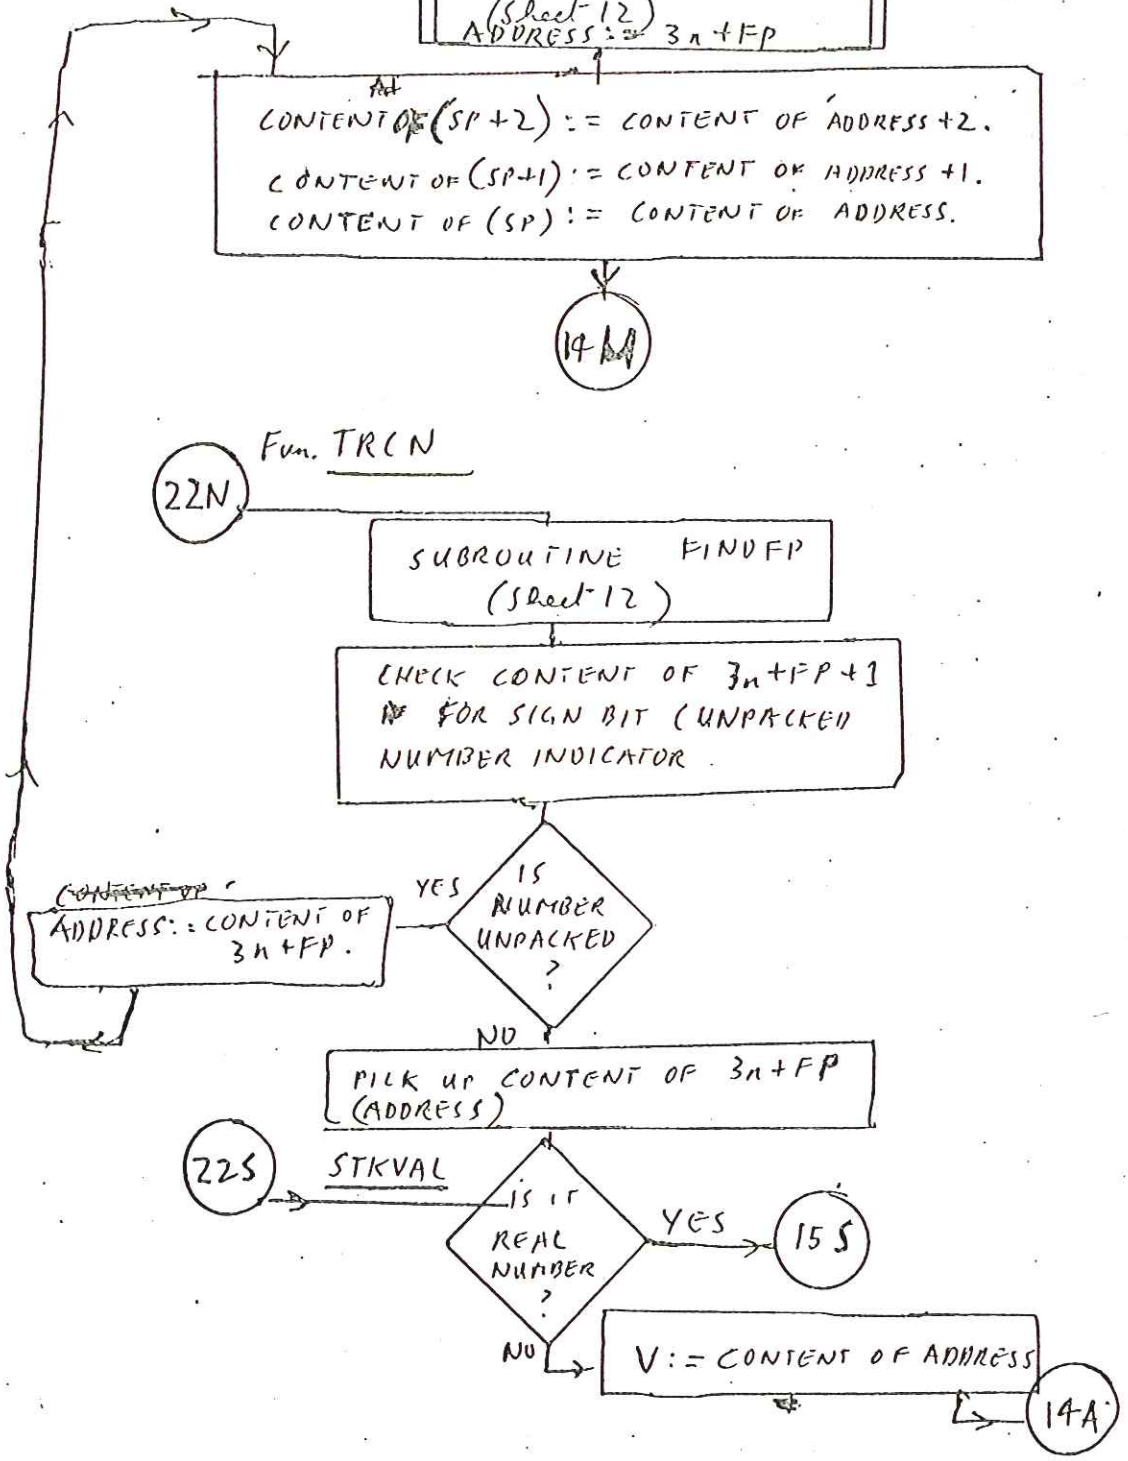 (Sheet 12)
ADDRESS := 3n + FP
CONTENT OF (SP + 2) := CONTENT OF ADDRESS + 2.
CONTENT OF (SP+1) := CONTENT OF ADDRESS +1.
CONTENT OF (SP) := CONTENT OF ADDRESS.
14
Fun. TRCN
22N
SUBROUTINE FINDFP
(Sheet 12)
CHECK CONTENT OF 3n + FP + 1
FOR SIGN BIT (UNPACKED
NUMBER INDICATOR
YES
IS
NUMBER
UNPACKED
?
ADDRESS := CONTENT OF
3n + FP.
NO
PICK UP CONTENT OF 3n + FP
(ADDRESS)
22S
STKVAL
IS IT
REAL
NUMBER
?
YES
15S
NO
V := CONTENT OF ADDRESS
14A